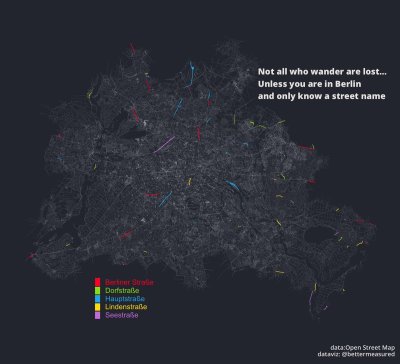 Not all who wander are lost...
Unless you are in Berlin
and only know a street name
Berliner Straße
Dorfstraße
Hauptstraße
Lindenstraße
Seestraße
data:Open Street Map
dataviz: @bettermeasured